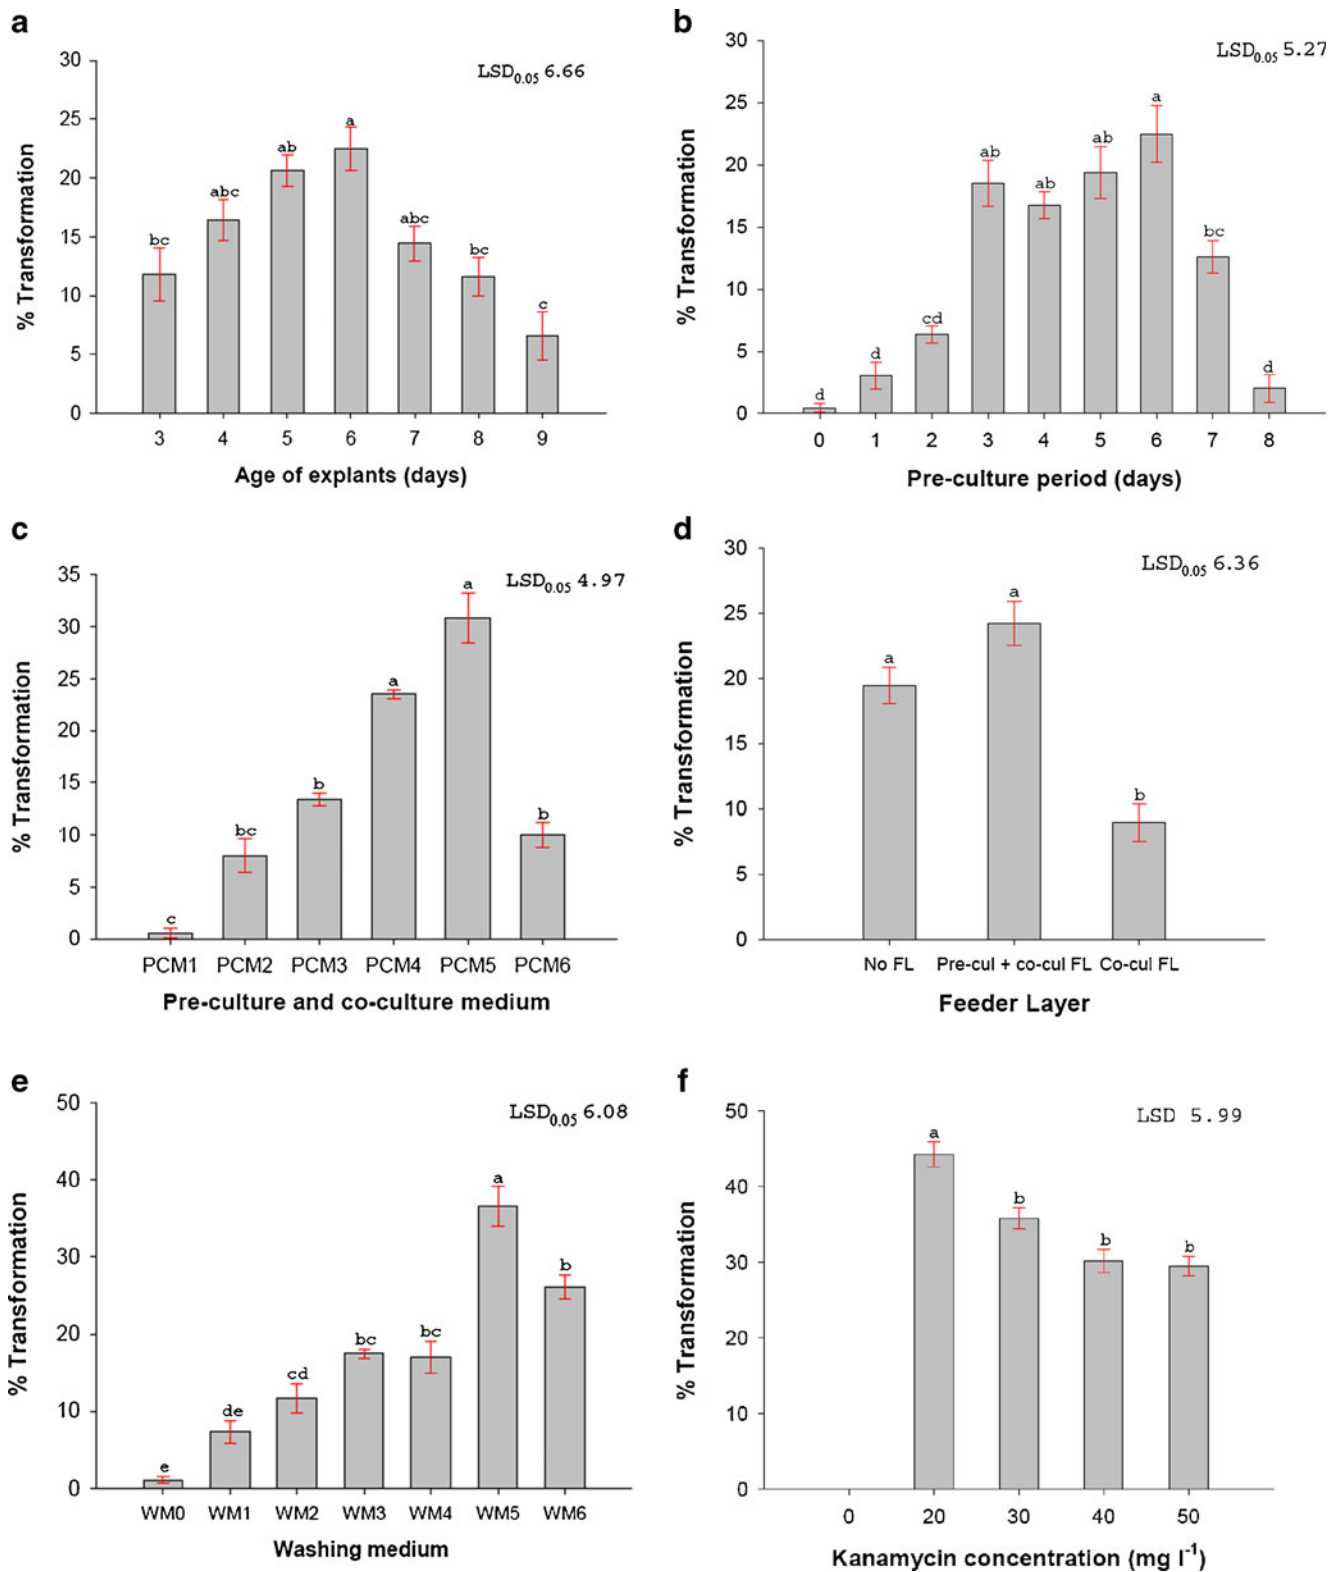 a
LSD0.05 6.66
30
25
20
15
10
5
0
% Transformation
bc
abc
ab
a
abc
bc
c
3 4 5 6 7 8 9
Age of explants (days)
b
LSD0.05 5.27
30
25
20
15
10
5
0
% Transformation
d
d
cd
ab
ab
ab
a
bc
d
0 1 2 3 4 5 6 7 8
Pre-culture period (days)
c
LSD0.05 4.97
35
30
25
20
15
10
5
0
% Transformation
c
bc
b
a
a
b
PCM1 PCM2 PCM3 PCM4 PCM5 PCM6
Pre-culture and co-culture medium
d
LSD0.05 6.36
30
25
20
15
10
5
0
% Transformation
a
a
b
No FL Pre-cul + co-cul FL Co-cul FL
Feeder Layer
e
LSD0.05 6.08
50
40
30
20
10
0
% Transformation
e
de
cd
bc
bc
a
b
WM0 WM1 WM2 WM3 WM4 WM5 WM6
Washing medium
f
LSD 5.99
50
40
30
20
10
0
% Transformation
a
b
b
b
0 20 30 40 50
Kanamycin concentration (mg l-1)